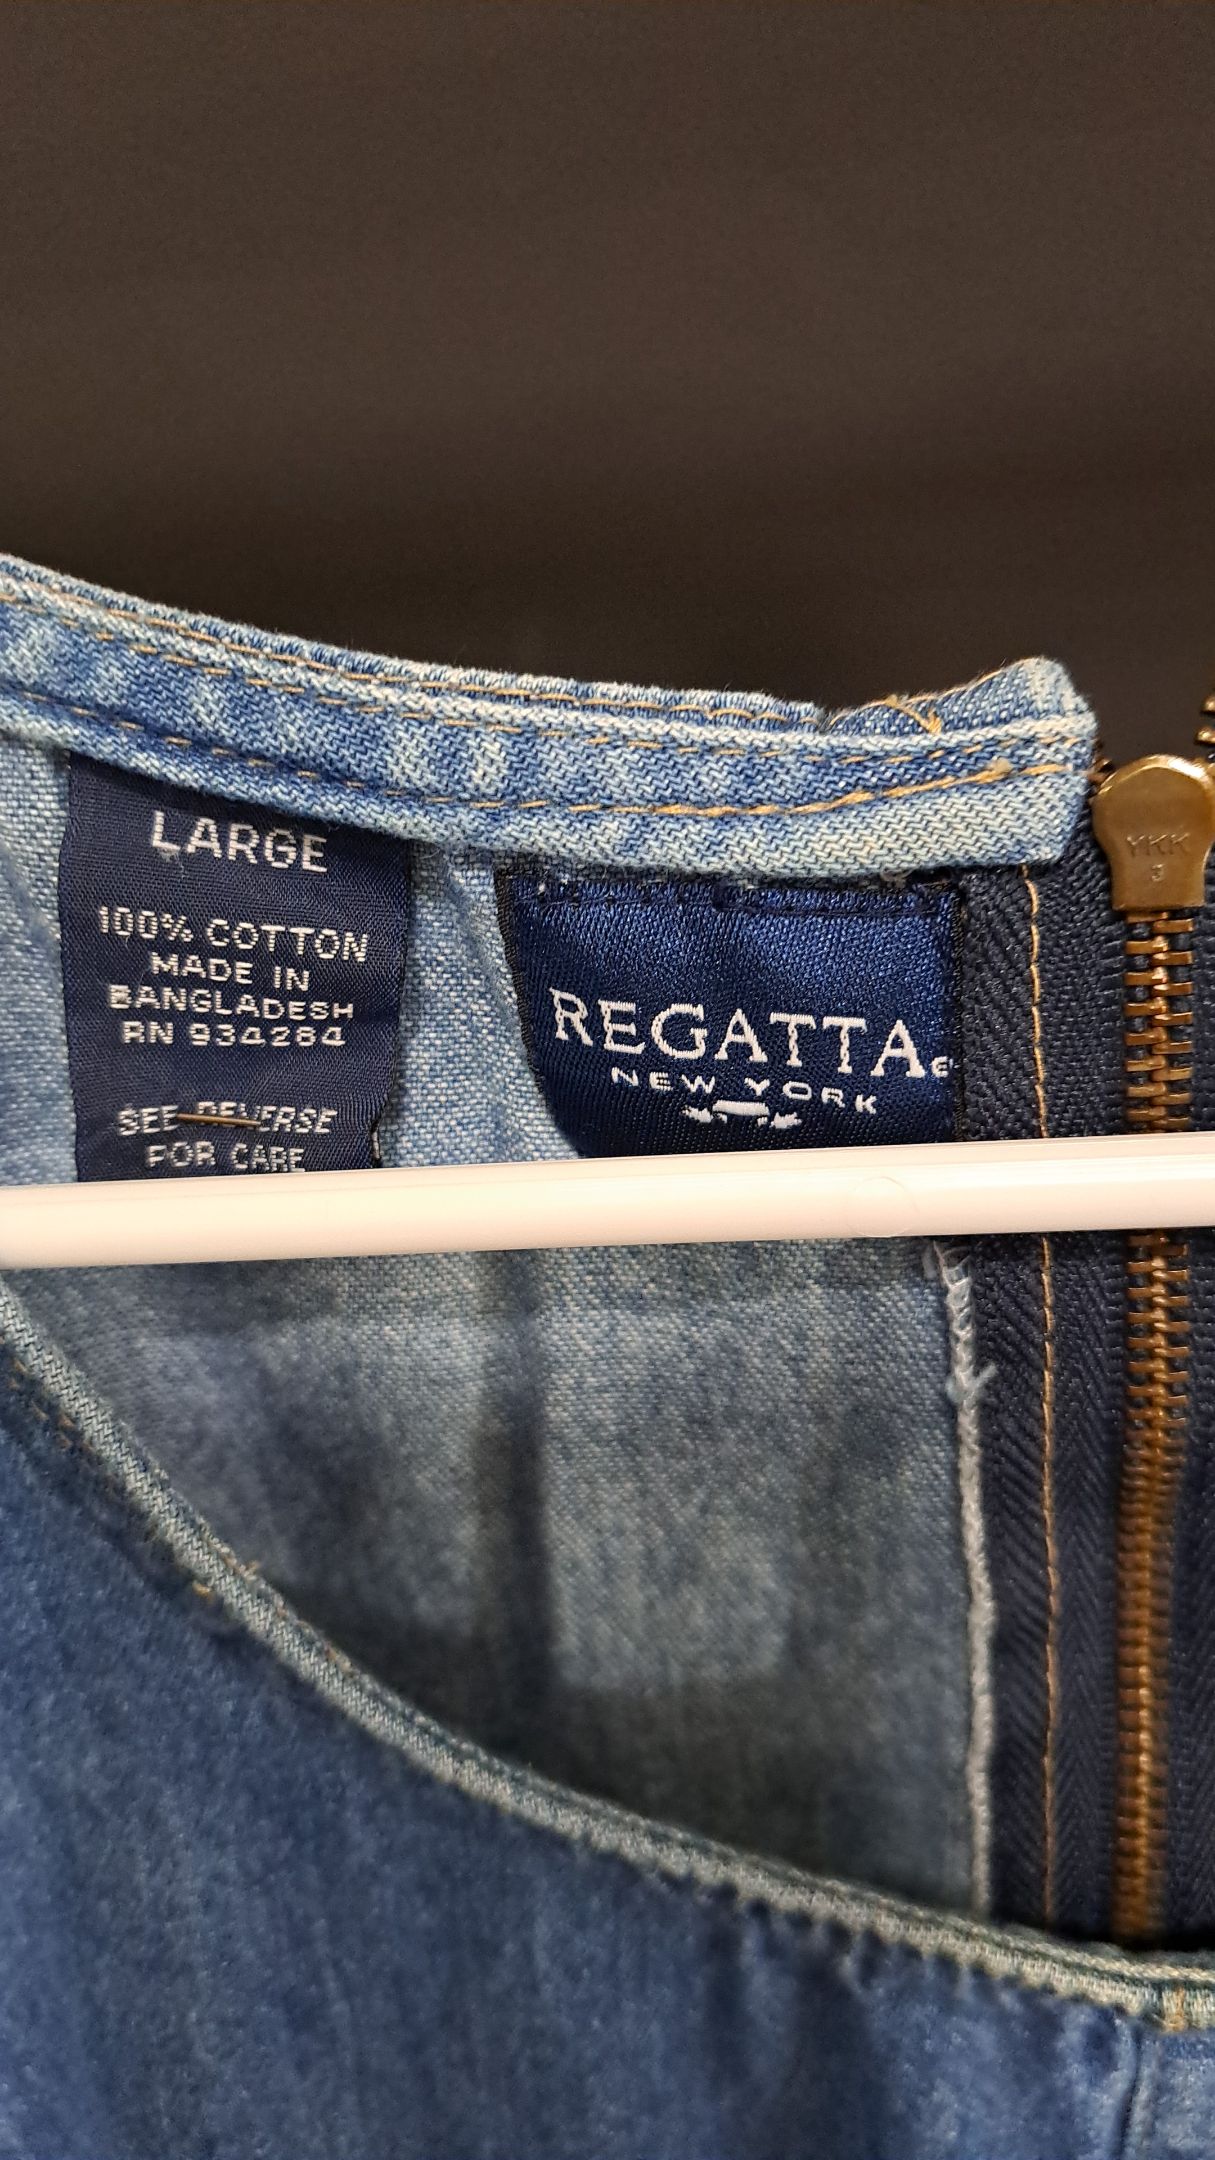 LARGE
100% COTTON
MADE IN
BANGLADESH
RN 934284
SEE REVERSE
FOR CARE
REGATTA
NEW YORK
YKK